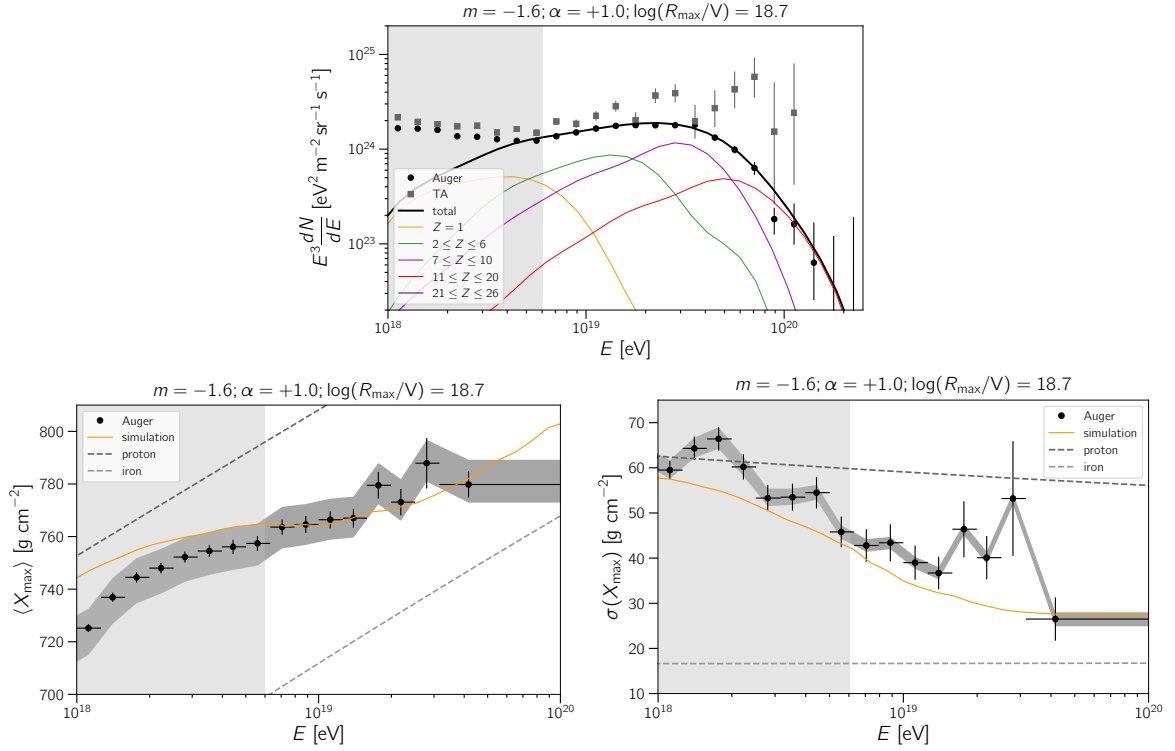 m = −1.6; α = +1.0; log(R_max/V) = 18.7
10^25
10^24
10^23
E^3 dN/dE [eV^2 m^−2 sr^−1 s^−1]
Auger
TA
total
Z = 1
2 ≤ Z ≤ 6
7 ≤ Z ≤ 10
11 ≤ Z ≤ 20
21 ≤ Z ≤ 26
10^18 10^19 10^20
E [eV]
m = −1.6; α = +1.0; log(R_max/V) = 18.7
800
780
760
740
720
700
⟨X_max⟩ [g cm^−2]
Auger
simulation
proton
iron
10^18 10^19 10^20
E [eV]
m = −1.6; α = +1.0; log(R_max/V) = 18.7
70
60
50
40
30
20
10
σ(X_max) [g cm^−2]
Auger
simulation
proton
iron
10^18 10^19 10^20
E [eV]